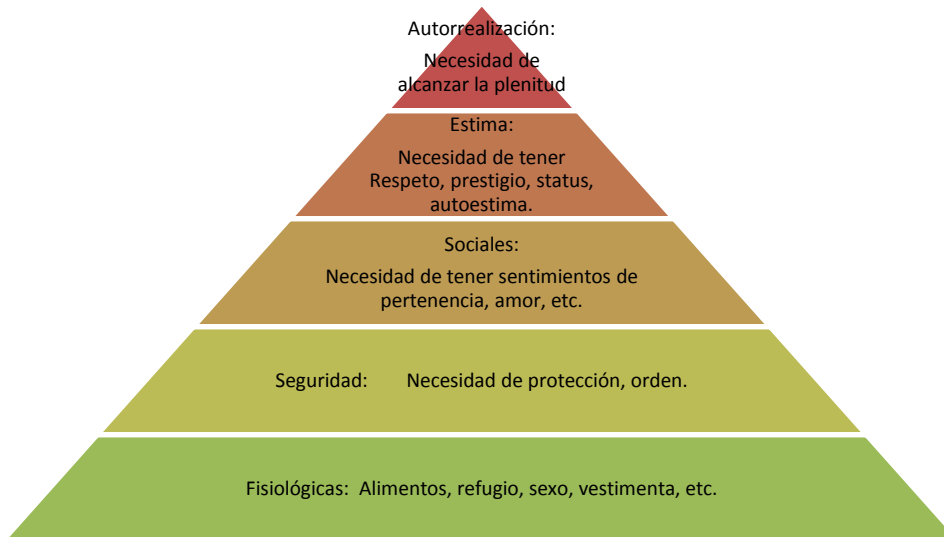 Autorrealización:
Necesidad de
alcanzar la plenitud
Estima:
Necesidad de tener
Respeto, prestigio, status,
autoestima.
Sociales:
Necesidad de tener sentimientos de
pertenencia, amor, etc.
Seguridad: Necesidad de protección, orden.
Fisiológicas: Alimentos, refugio, sexo, vestimenta, etc.